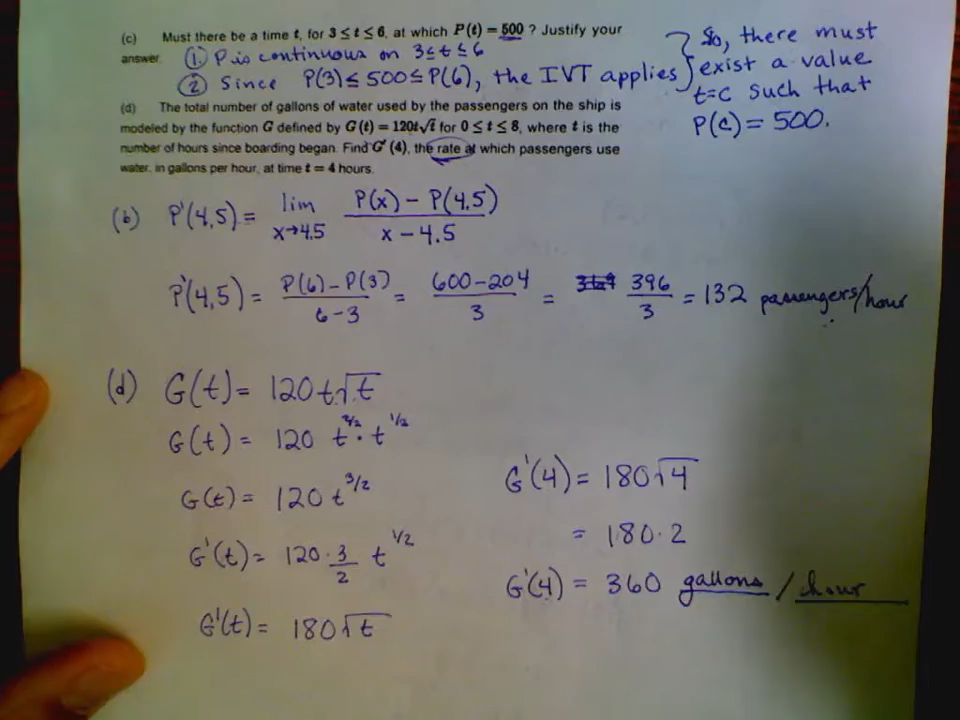 (c) Must there be a time t, for 3 ≤ t ≤ 6, at which P(t) = 500 ? Justify your
answer.
① P is continuous on 3 ≤ t ≤ 6
② Since P(3) ≤ 500 ≤ P(6), the IVT applies
So, there must
exist a value
t=c such that
P(c) = 500.
(d) The total number of gallons of water used by the passengers on the ship is
modeled by the function G defined by G(t) = 120t√t for 0 ≤ t ≤ 8, where t is the
number of hours since boarding began. Find G'(4), the rate at which passengers use
water, in gallons per hour, at time t = 4 hours.
(b) P'(4.5) = lim x→4.5 (P(x) - P(4.5))/(x - 4.5)
P'(4.5) = (P(6) - P(3))/(6 - 3) = (600 - 204)/3 = 396/3 = 132 passengers/hour
(d) G(t) = 120 t√t
G(t) = 120 t^2/2 · t^1/2
G(t) = 120 t^3/2
G'(t) = 120 · 3/2 t^1/2
G'(t) = 180√t
G'(4) = 180√4
= 180 · 2
G'(4) = 360 gallons / hour